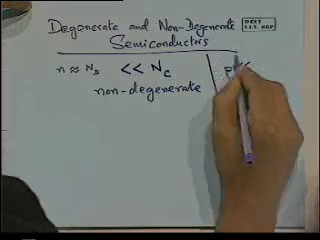 Degenerate and Non-Degenerate
Semiconductors
n ≈ N_D << N_C
non-degenerate